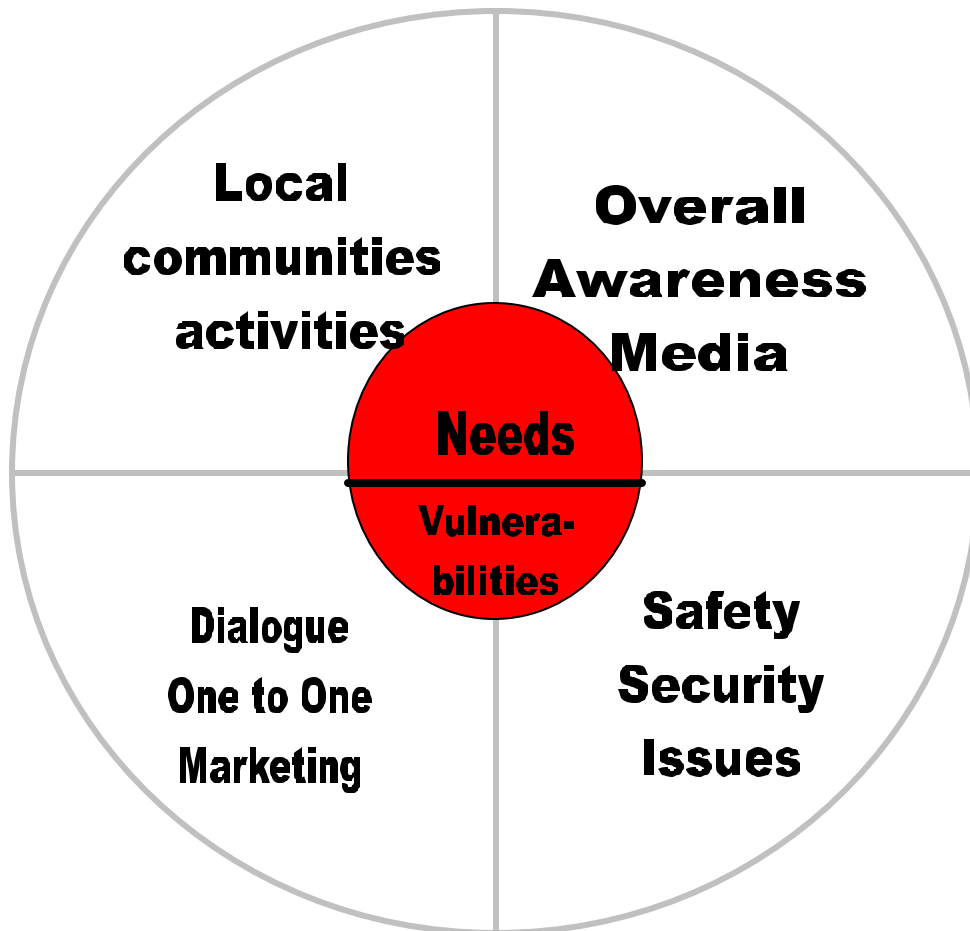 Local
communities
activities
Overall
Awareness
Media
Needs
Vulnera-
bilities
Dialogue
One to One
Marketing
Safety
Security
Issues